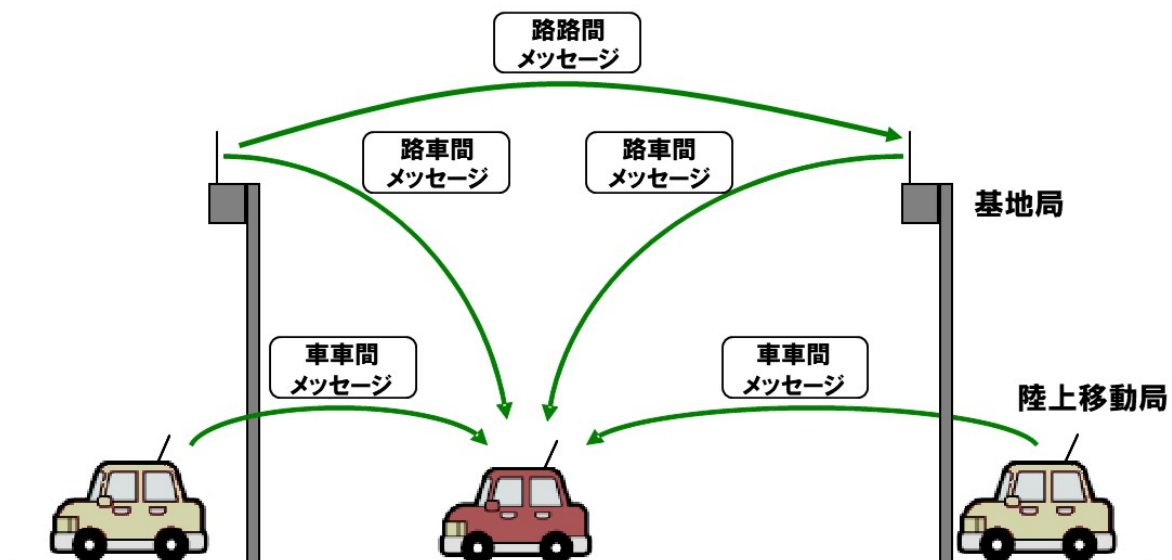 路路間
メッセージ
路車間
メッセージ
路車間
メッセージ
基地局
車車間
メッセージ
車車間
メッセージ
陸上移動局